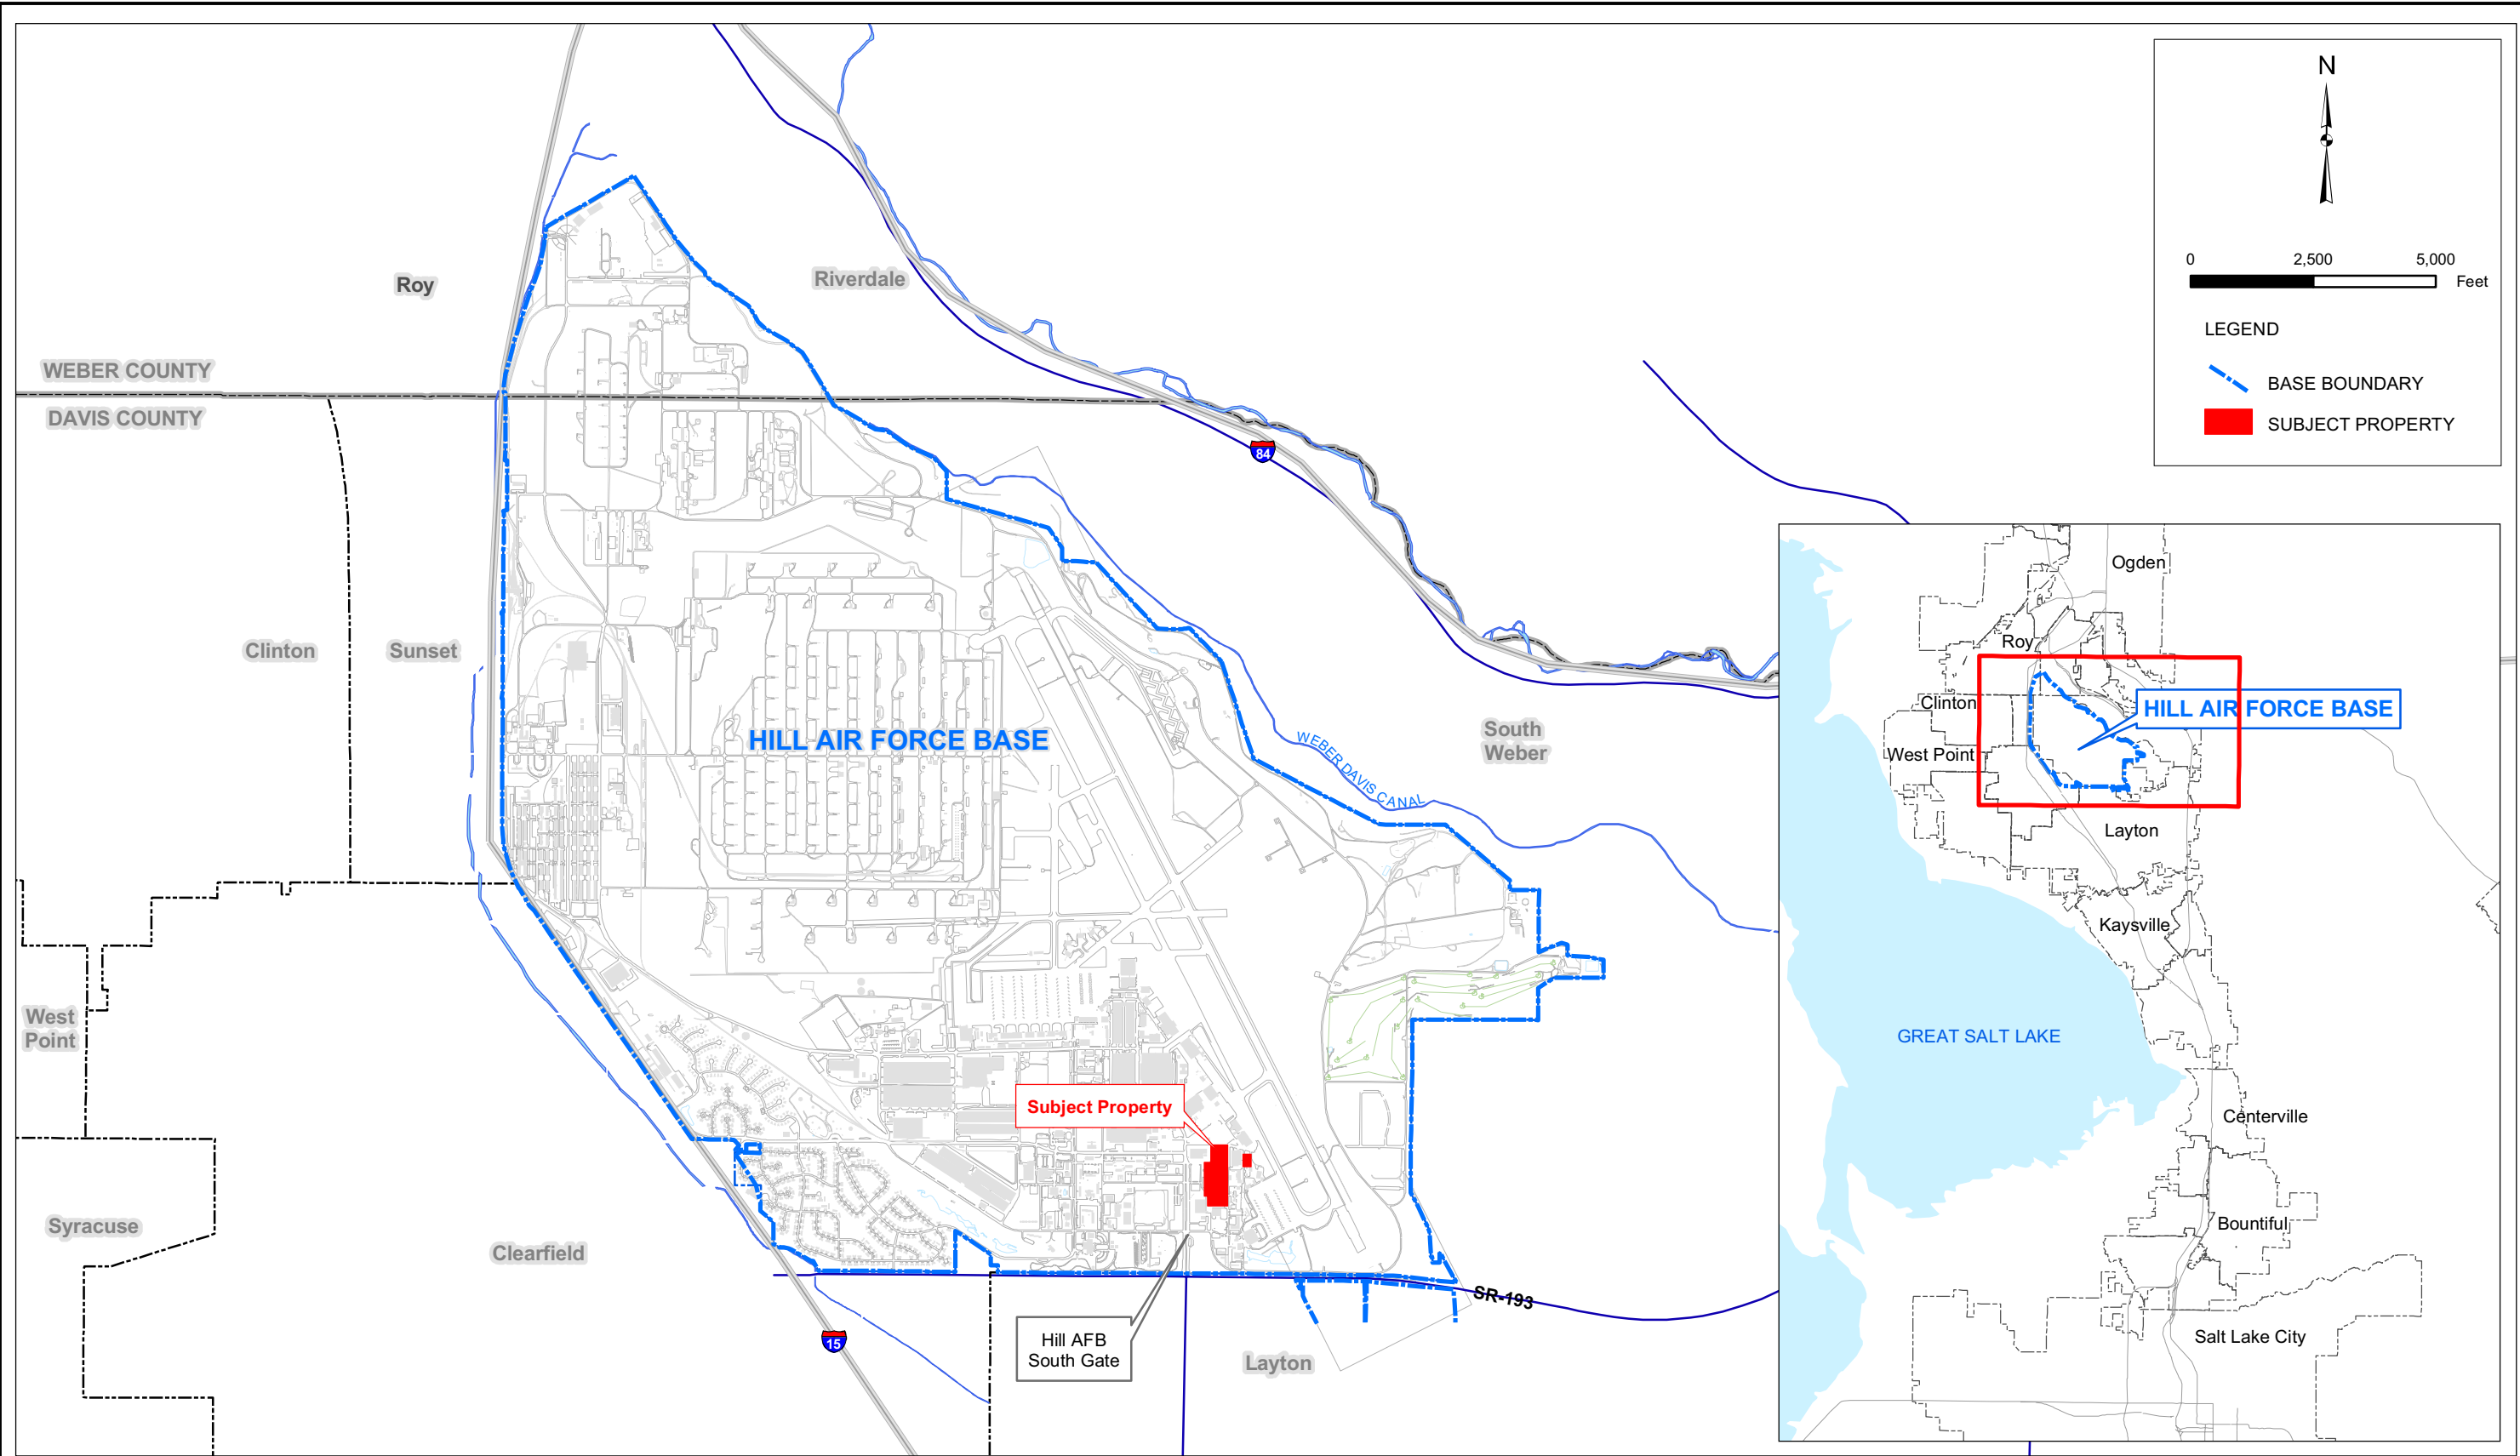 N
0 2,500 5,000
Feet
LEGEND
BASE BOUNDARY
SUBJECT PROPERTY
Roy
Riverdale
WEBER COUNTY
DAVIS COUNTY
84
Clinton
Sunset
HILL AIR FORCE BASE
South
Weber
WEBER DAVIS CANAL
West
Point
Subject Property
Syracuse
Clearfield
SR-193
Hill AFB
South Gate
15
Layton
Ogden
Roy
Clinton
HILL AIR FORCE BASE
West Point
Layton
Kaysville
GREAT SALT LAKE
Centerville
Bountiful
Salt Lake City